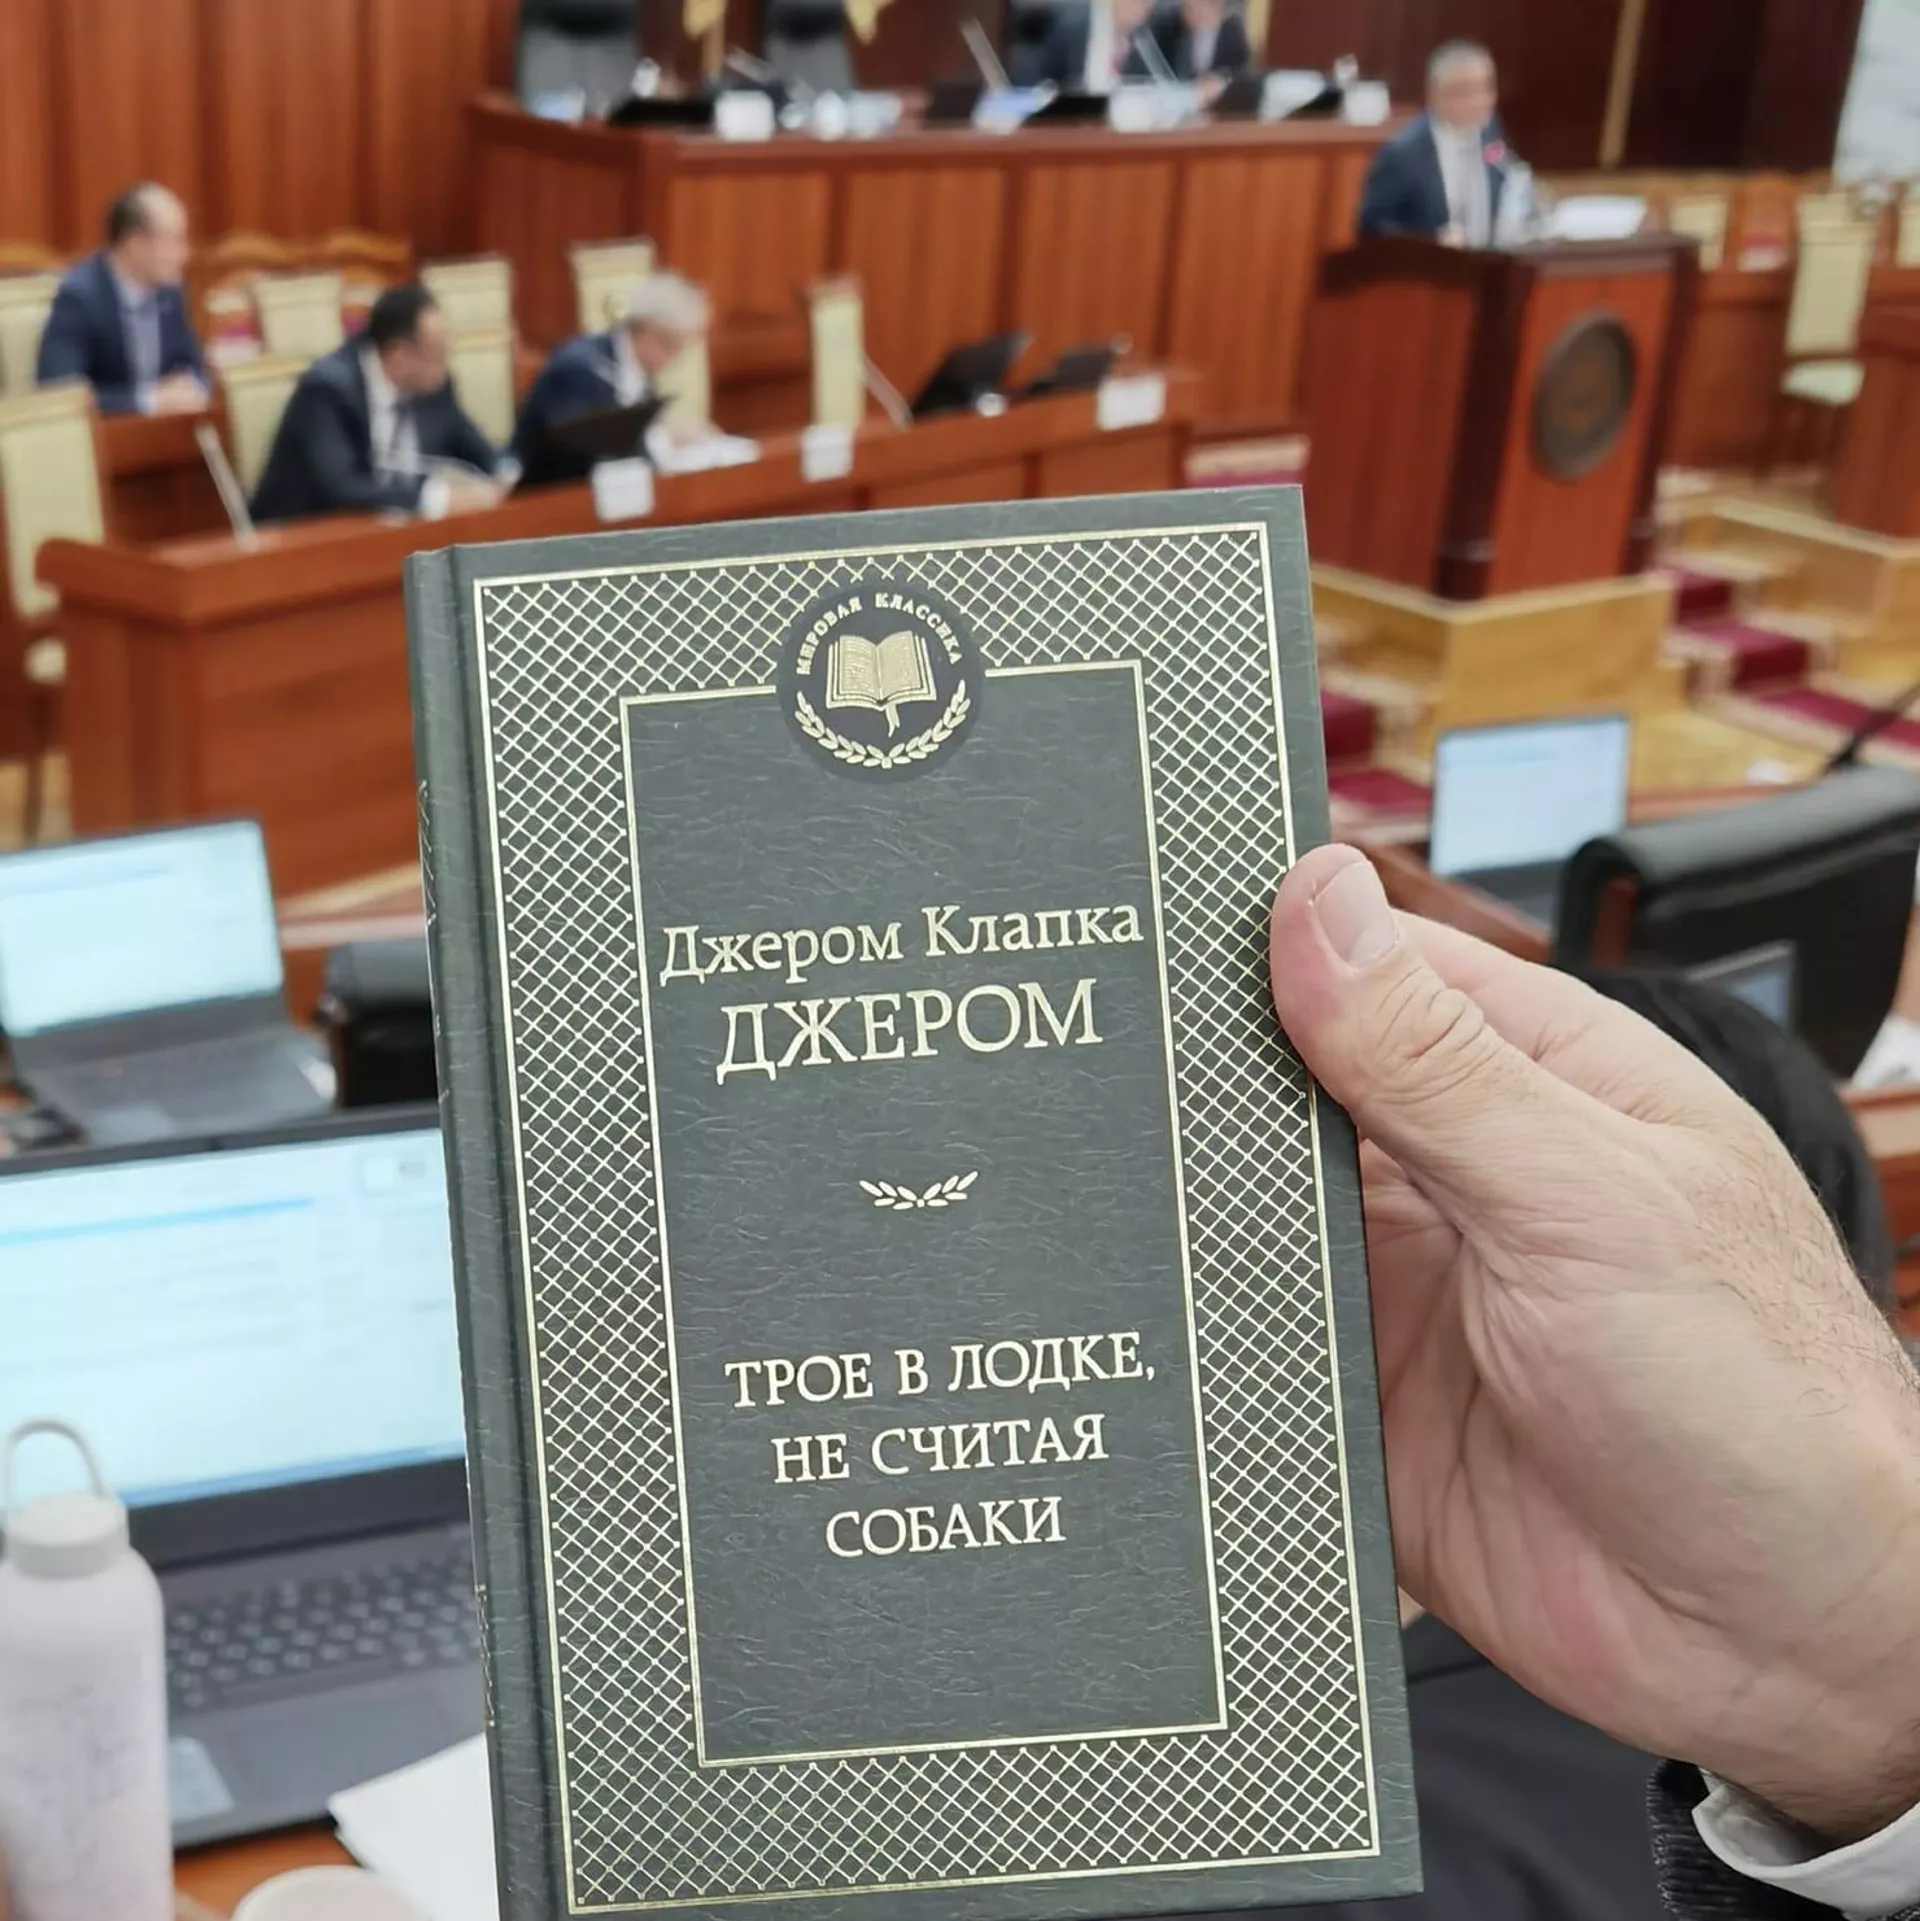 МИРОВАЯ КЛАССИКА
Джером Клапка
ДЖЕРОМ
ТРОЕ В ЛОДКЕ,
НЕ СЧИТАЯ
СОБАКИ